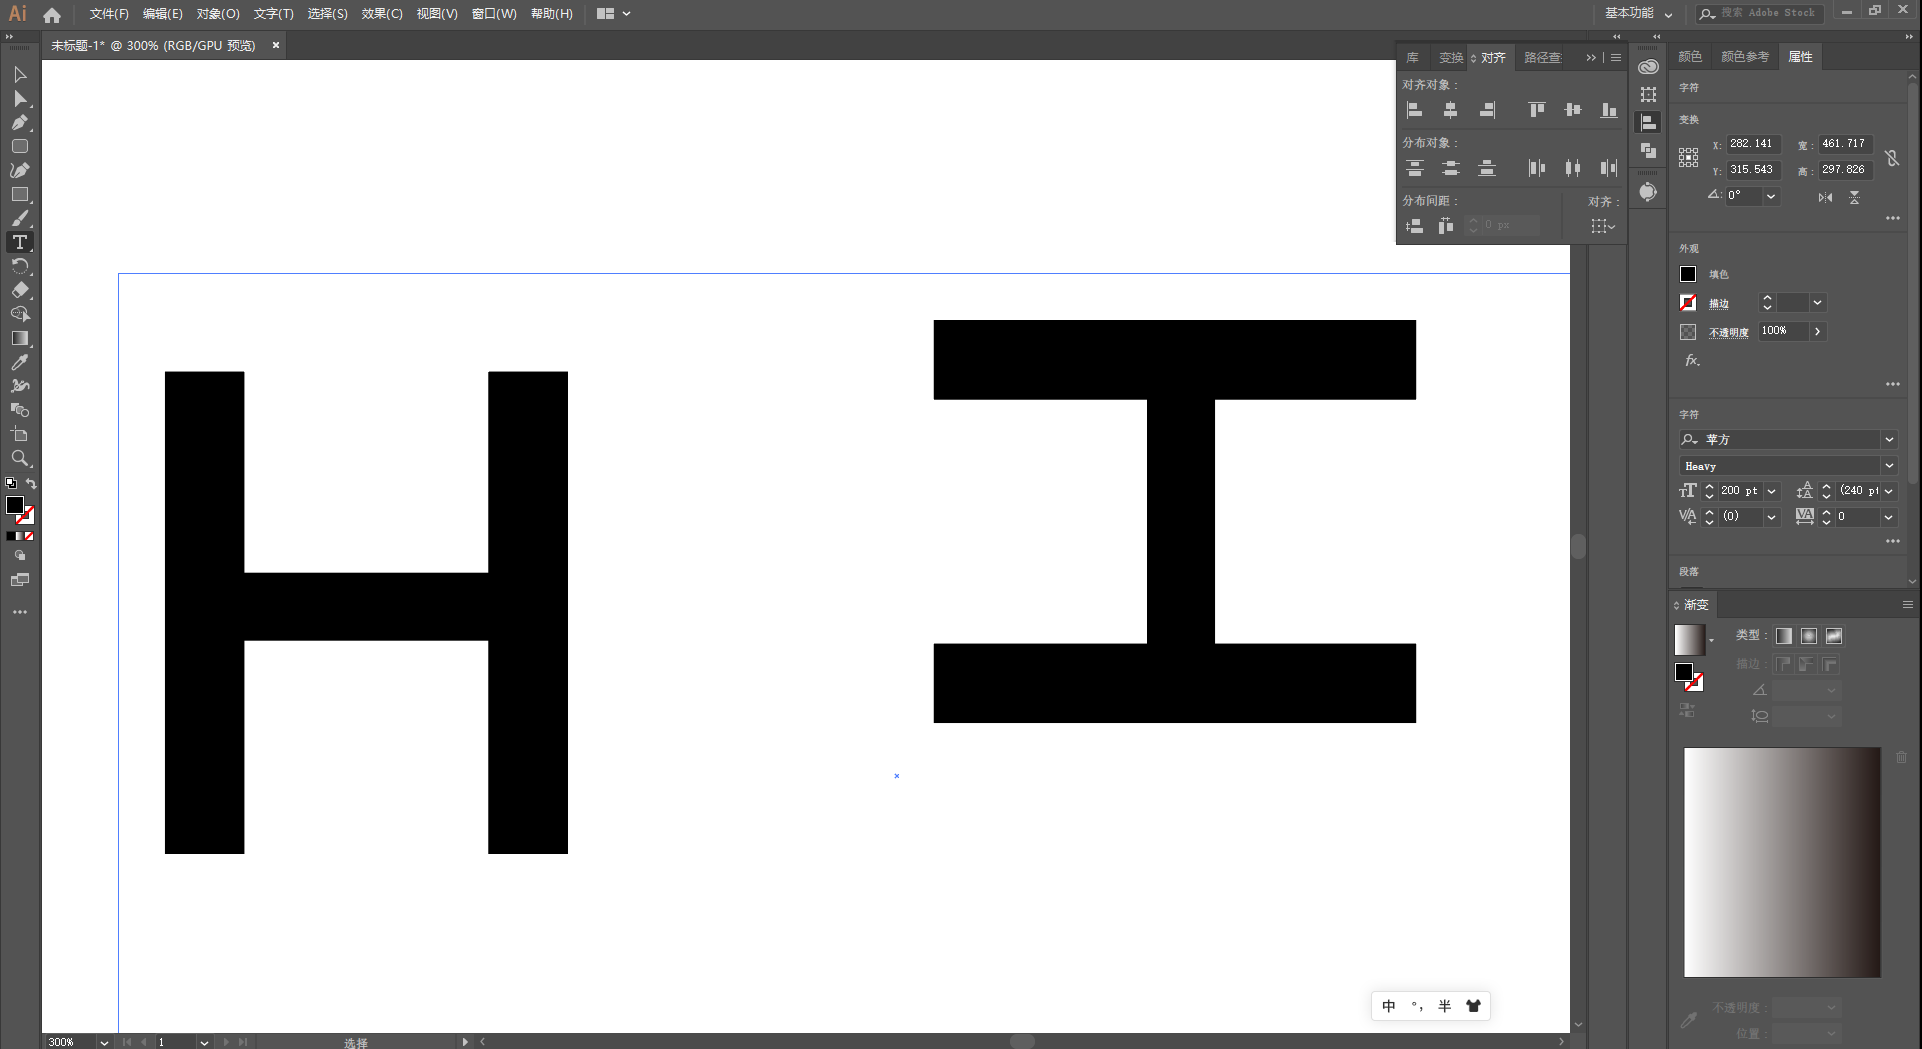 Ai 文件(F) 编辑(E) 对象(O) 文字(T) 选择(S) 效果(C) 视图(V) 窗口(W) 帮助(H) 基本功能 搜索 Adobe Stock
未标题-1* @ 300% (RGB/GPU 预览) ×
库 变换 对齐 路径查
对齐对象：
分布对象：
分布间距： 对齐：
0 px
颜色 颜色参考 属性
字符
变换
X: 282.141 宽: 461.717
Y: 315.543 高: 297.826
0°
外观
填色
描边
不透明度 100%
fx.
字符
苹方
Heavy
200 pt (240 pt
(0) 0
段落
渐变
类型：
描边：
不透明度：
位置：
H
中 °, 半
300% 1 选择